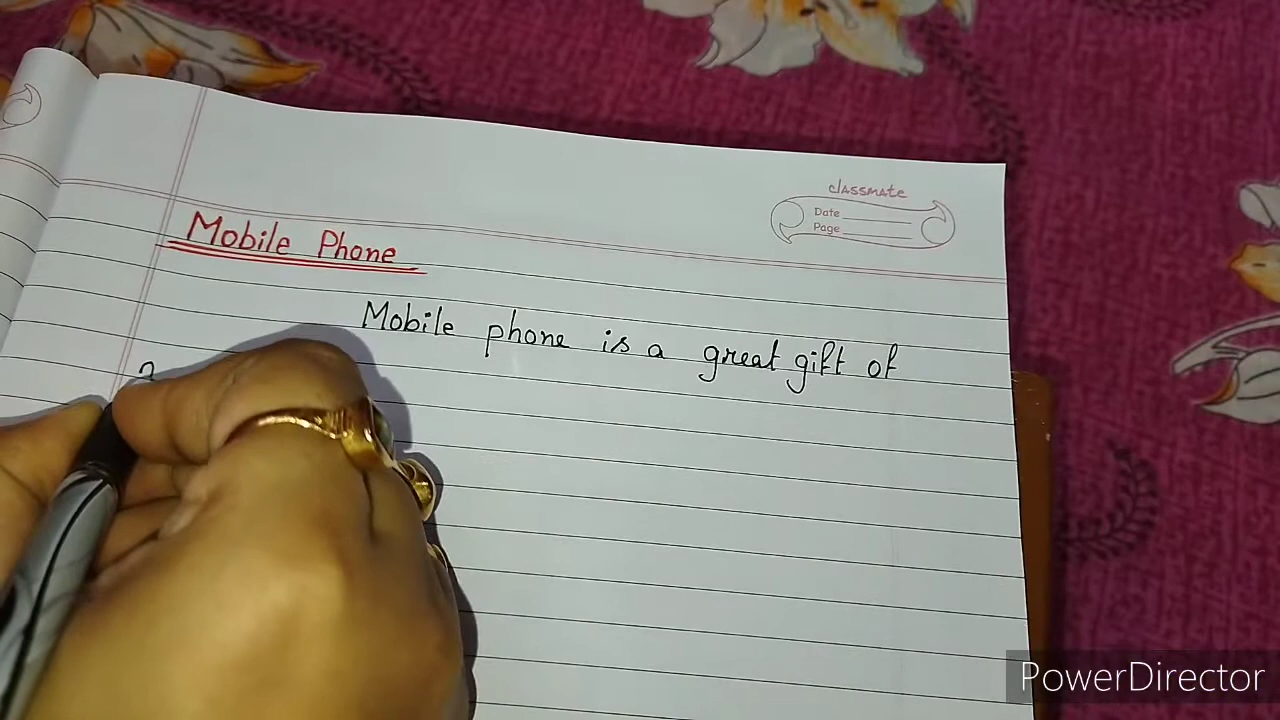 classmate
Date
Page
Mobile Phone
Mobile phone is a great gift of
PowerDirector